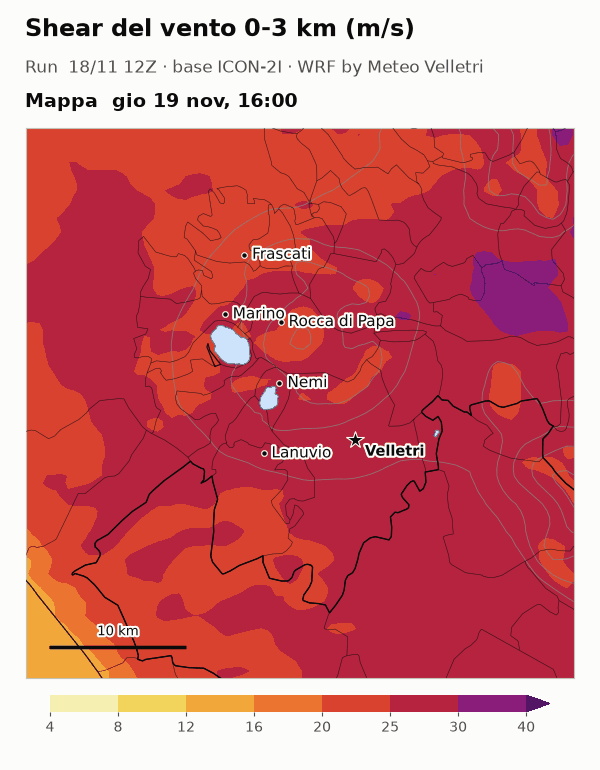 Shear del vento 0-3 km (m/s)
Run  18/11 12Z · base ICON-2I · WRF by Meteo Velletri
Mappa  gio 19 nov, 16:00
Frascati
Marino
Rocca di Papa
Nemi
Velletri
Lanuvio
10 km
4 8 12 16 20 25 30 40